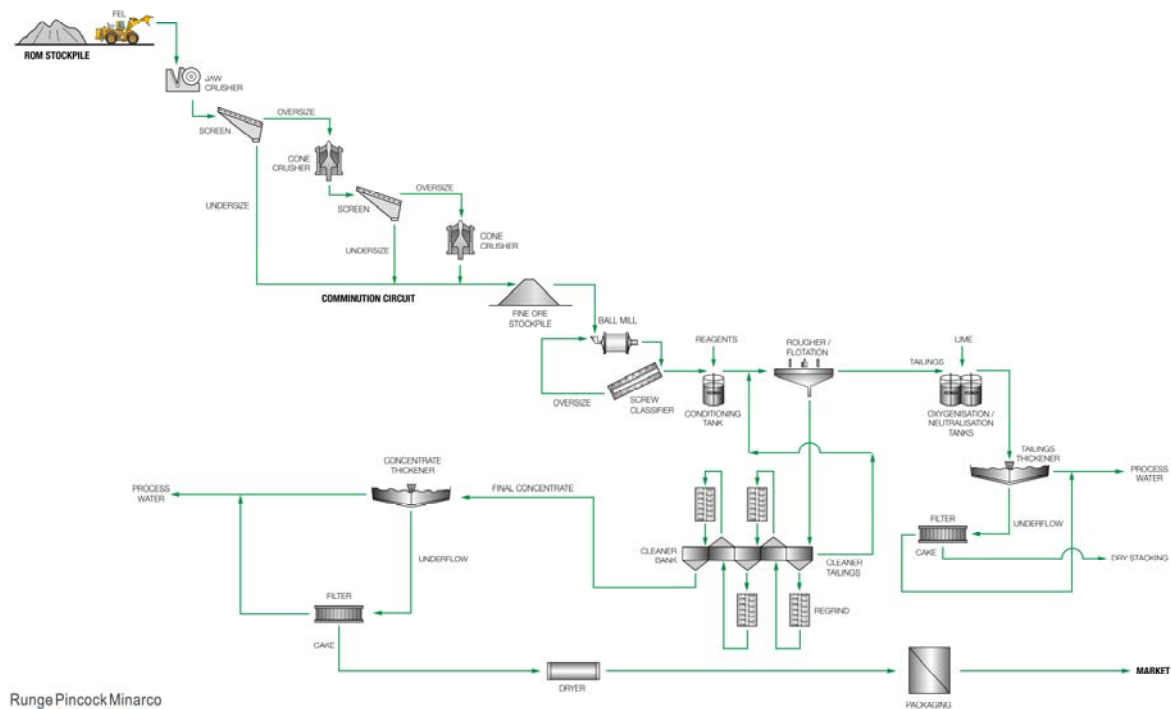 FEL
ROM STOCKPILE
JAW
CRUSHER
OVERSIZE
SCREEN
CONE
CRUSHER
OVERSIZE
UNDERSIZE
SCREEN
CONE
CRUSHER
UNDERSIZE
COMMINUTION CIRCUIT
FINE ORE
STOCKPILE
BALL MILL
REAGENTS
ROUGHER /
FLOTATION
LIME
TAILINGS
OVERSIZE
SCREW
CLASSIFIER
CONDITIONING
TANK
OXYGENISATION /
NEUTRALISATION
TANKS
TAILINGS
THICKENER
CONCENTRATE
THICKENER
PROCESS
WATER
FINAL CONCENTRATE
PROCESS
WATER
FILTER
UNDERFLOW
CAKE
DRY STACKING
UNDERFLOW
CLEANER
BANK
CLEANER
TAILINGS
FILTER
REGRIND
CAKE
DRYER
PACKAGING
MARKET
Runge Pincock Minarco